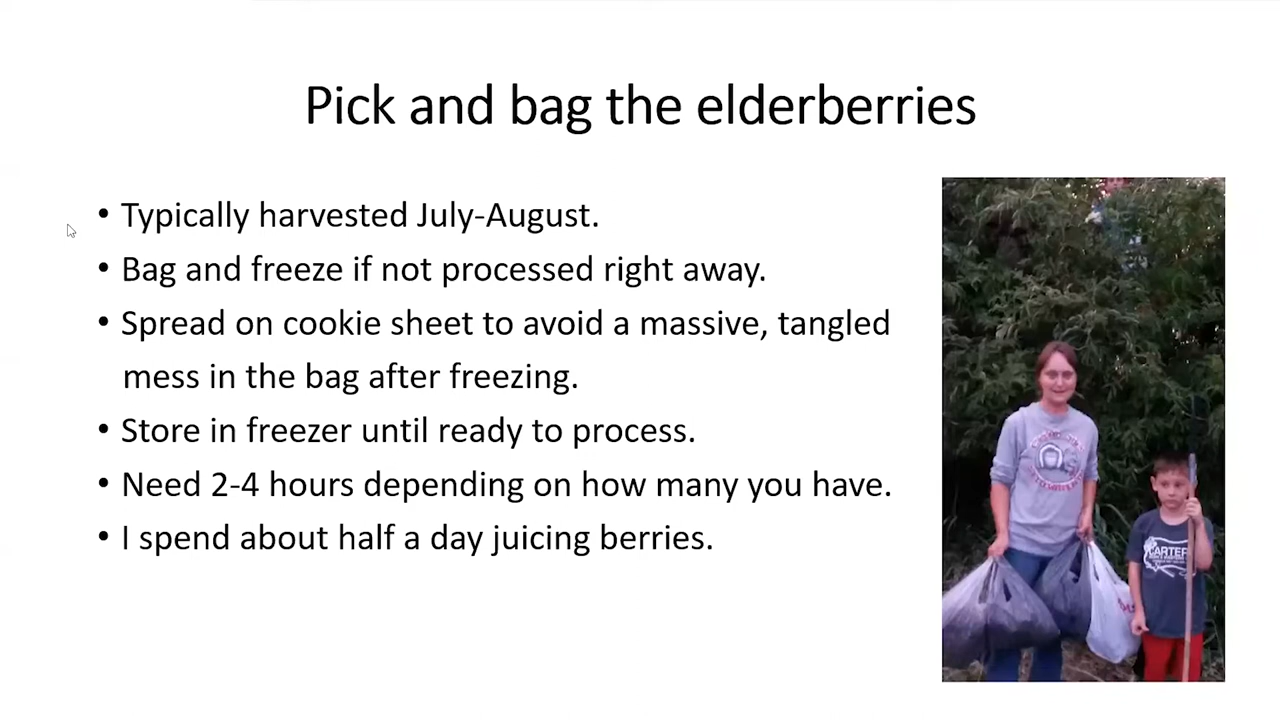 Pick and bag the elderberries
• Typically harvested July-August.
• Bag and freeze if not processed right away.
• Spread on cookie sheet to avoid a massive, tangled
mess in the bag after freezing.
• Store in freezer until ready to process.
• Need 2-4 hours depending on how many you have.
• I spend about half a day juicing berries.
CARTER